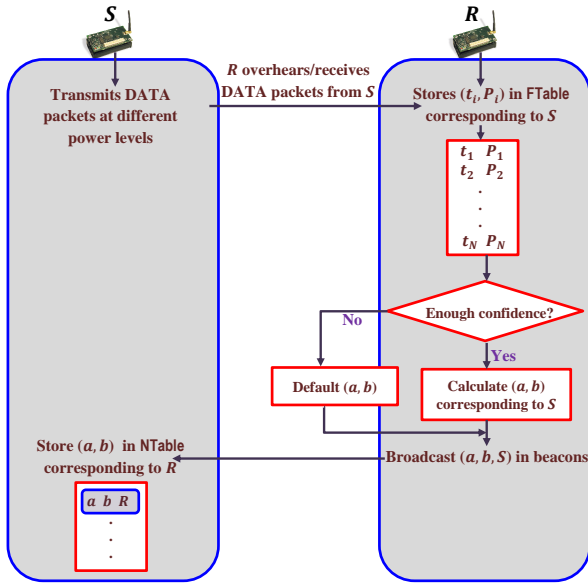 S
R
Transmits DATA
packets at different
power levels
R overhears/receives
DATA packets from S
Stores (t_i, P_i) in FTable
corresponding to S
t_1 P_1
t_2 P_2
.
.
.
t_N P_N
Enough confidence?
No
Yes
Default (a, b)
Calculate (a, b)
corresponding to S
Broadcast (a, b, S) in beacons
Store (a, b) in NTable
corresponding to R
a b R
.
.
.